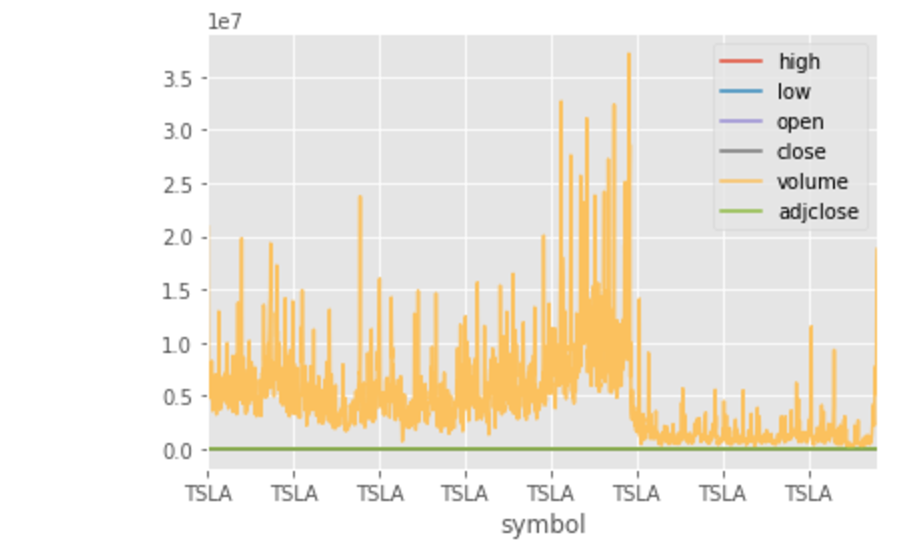 1e7
3.5
3.0
2.5
2.0
1.5
1.0
0.5
0.0
high
low
open
close
volume
adjclose
TSLA TSLA TSLA TSLA TSLA TSLA TSLA TSLA
symbol